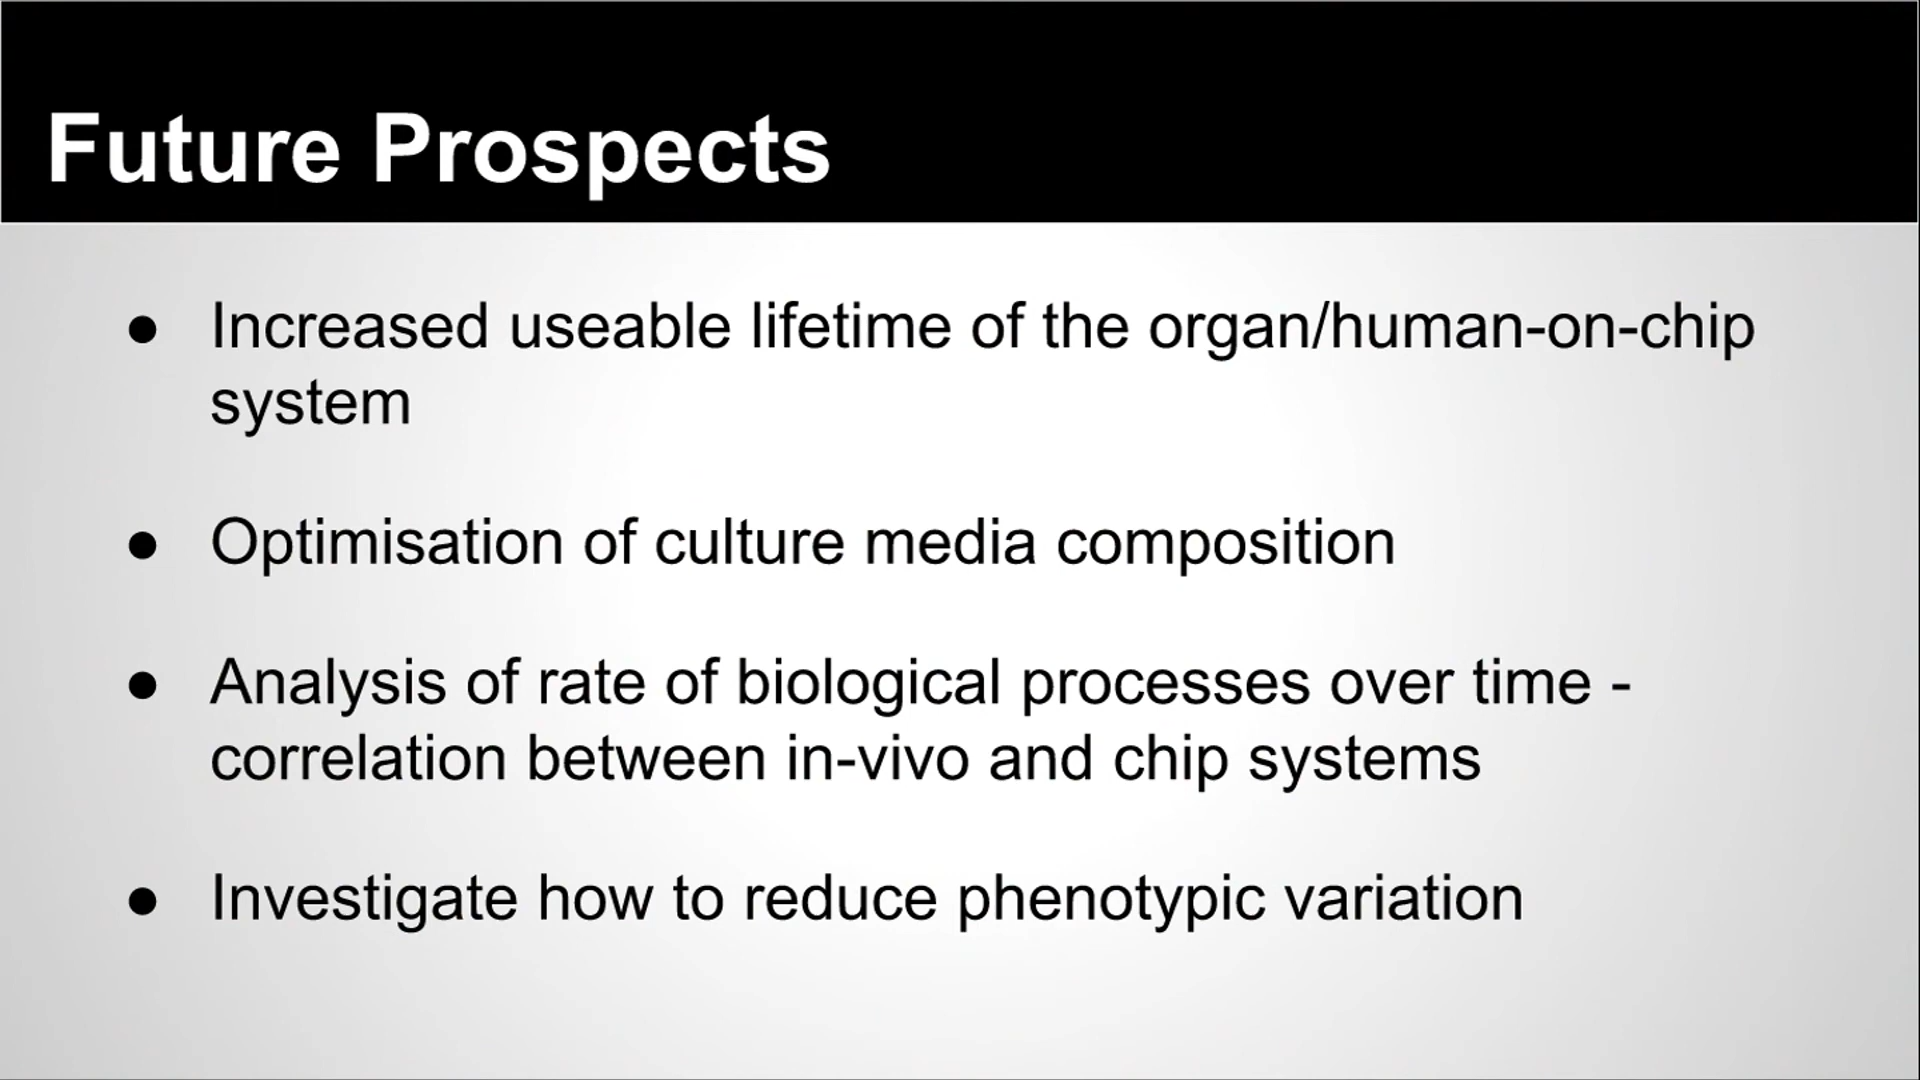 Future Prospects
● Increased useable lifetime of the organ/human-on-chip
system
● Optimisation of culture media composition
● Analysis of rate of biological processes over time -
correlation between in-vivo and chip systems
● Investigate how to reduce phenotypic variation